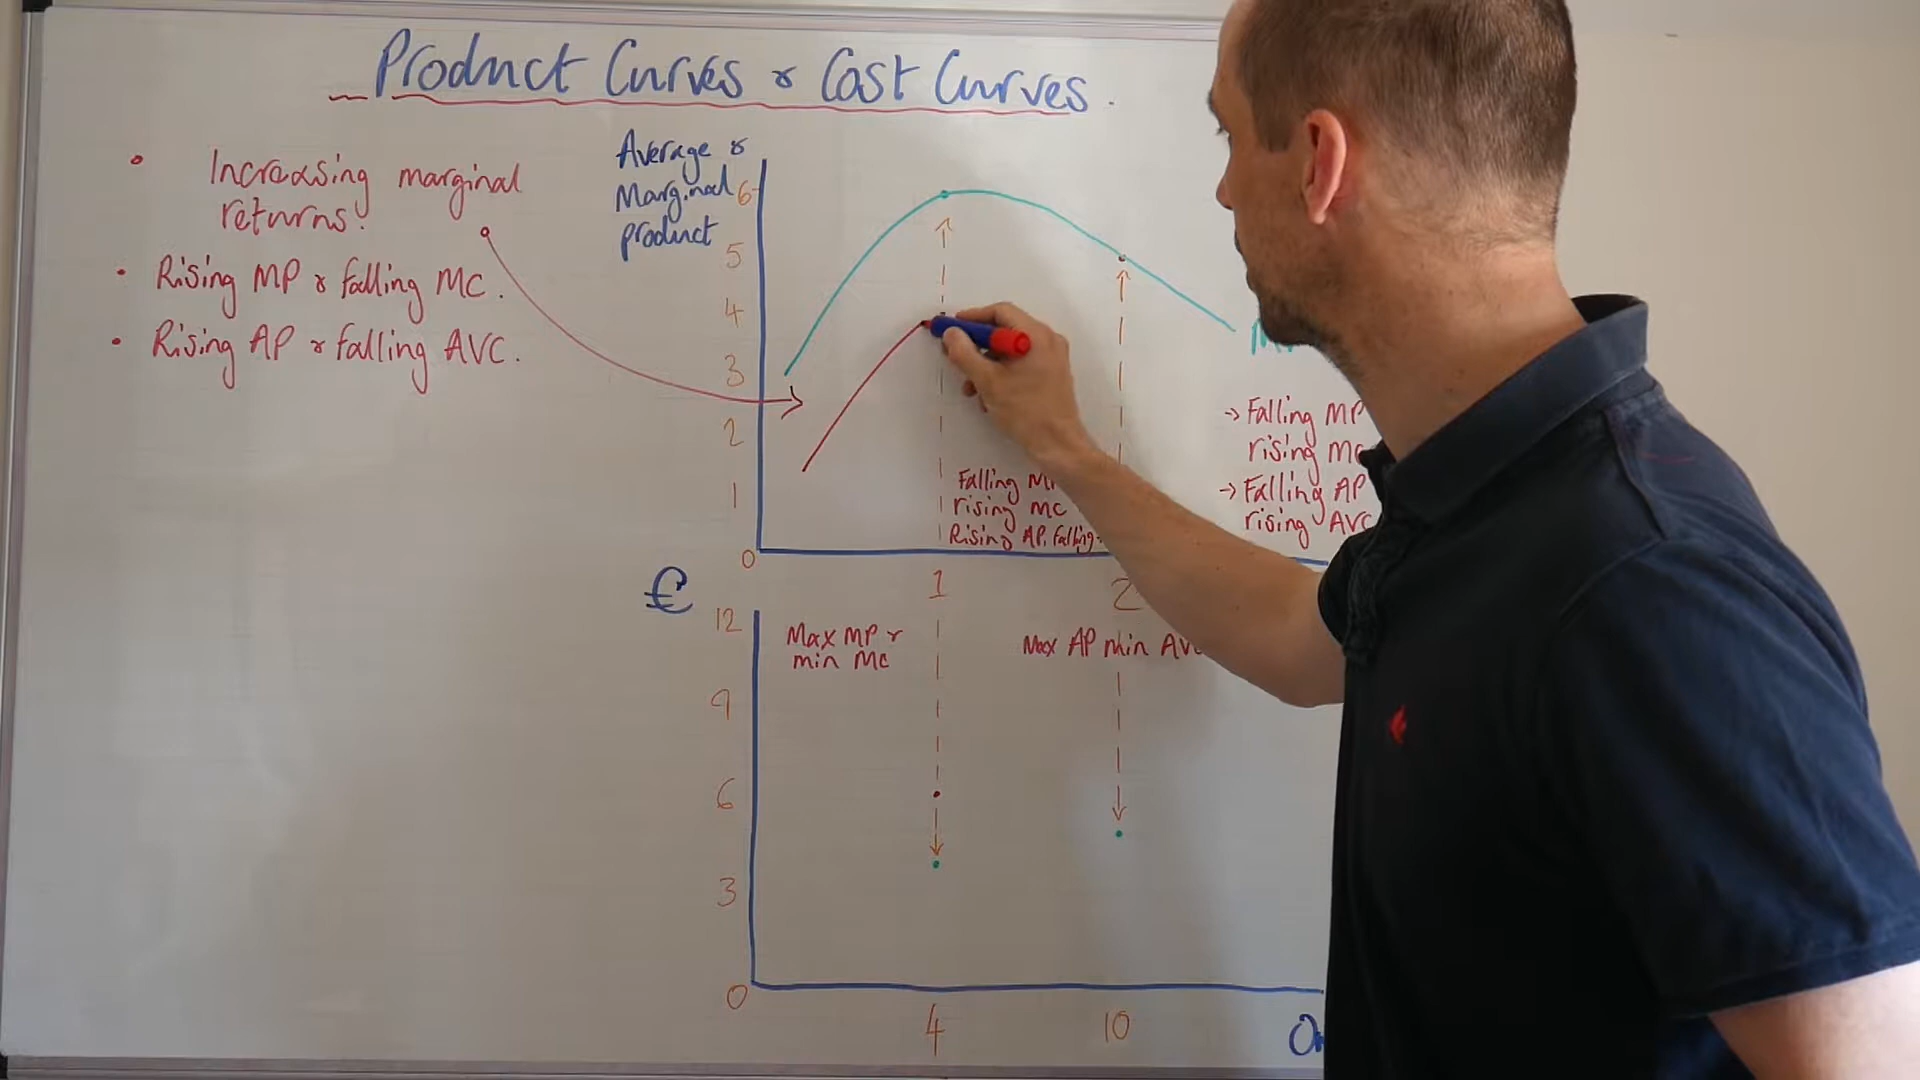 Product Curves & Cost Curves.
• Increasing marginal
returns.
• Rising MP & falling MC.
• Rising AP & falling AVC.
Average &
Marginal
product
6
5
4
3
2
1
0
Falling
rising MC
Rising AP, falling
→ Falling MP
rising MC
→ Falling AP
rising AVC
1
2
€
12
9
6
3
0
Max MP &
min MC
Max AP min AVC
4
10